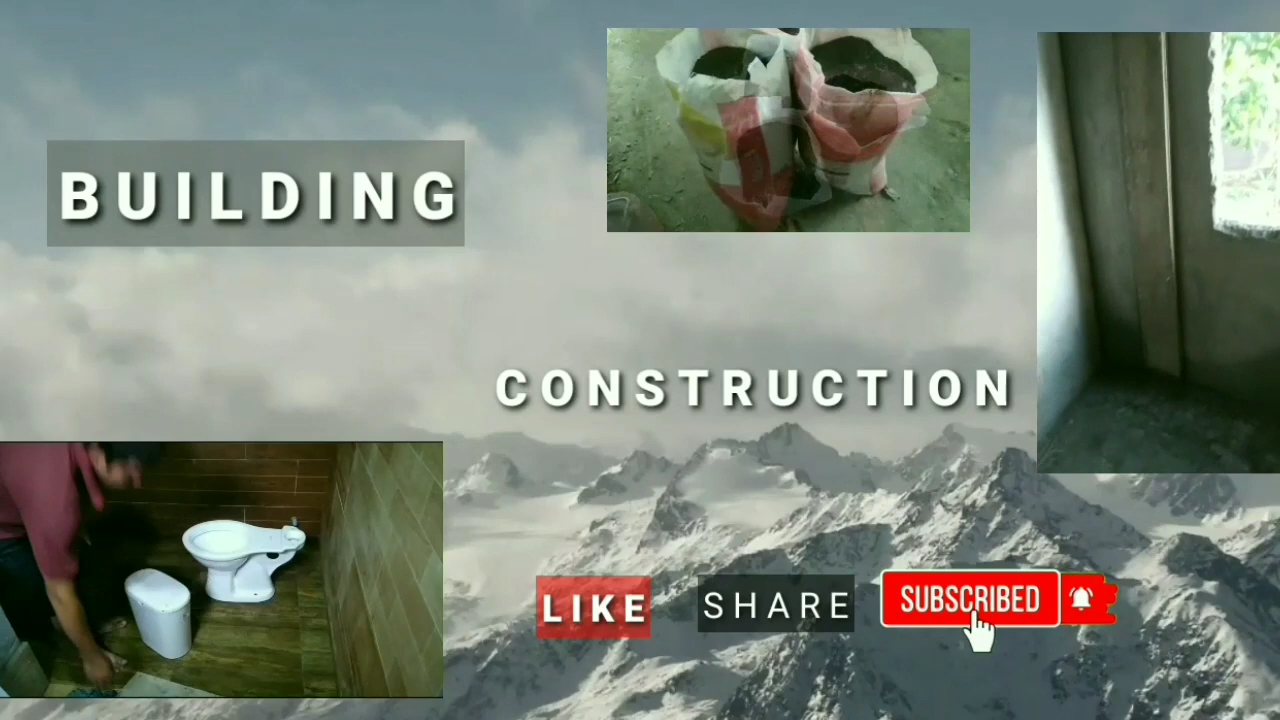 BUILDING
CONSTRUCTION
LIKE
SHARE
SUBSCRIBED